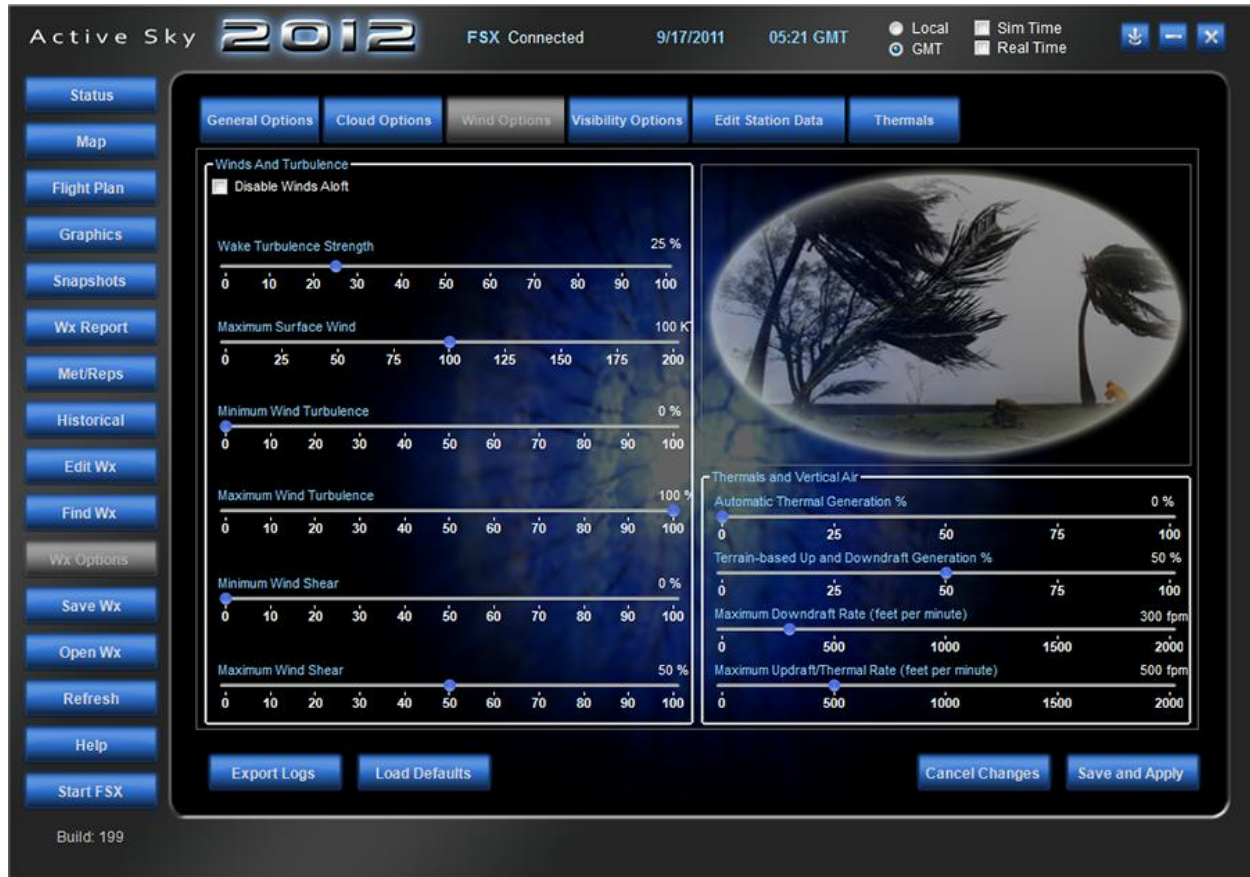 Active Sky 2012 FSX Connected 9/17/2011 05:21 GMT
Local Sim Time
GMT Real Time
Status
Map
Flight Plan
Graphics
Snapshots
Wx Report
Met/Reps
Historical
Edit Wx
Find Wx
Wx Options
Save Wx
Open Wx
Refresh
Help
Start FSX
Build: 199
General Options Cloud Options Wind Options Visibility Options Edit Station Data Thermals
Winds And Turbulence
Disable Winds Aloft
Wake Turbulence Strength 25 %
0 10 20 30 40 50 60 70 80 90 100
Maximum Surface Wind 100 KT
0 25 50 75 100 125 150 175 200
Minimum Wind Turbulence 0 %
0 10 20 30 40 50 60 70 80 90 100
Maximum Wind Turbulence 100 %
0 10 20 30 40 50 60 70 80 90 100
Minimum Wind Shear 0 %
0 10 20 30 40 50 60 70 80 90 100
Maximum Wind Shear 50 %
0 10 20 30 40 50 60 70 80 90 100
Thermals and Vertical Air
Automatic Thermal Generation % 0 %
0 25 50 75 100
Terrain-based Up and Downdraft Generation % 50 %
0 25 50 75 100
Maximum Downdraft Rate (feet per minute) 300 fpm
0 500 1000 1500 2000
Maximum Updraft/Thermal Rate (feet per minute) 500 fpm
0 500 1000 1500 2000
Export Logs Load Defaults Cancel Changes Save and Apply